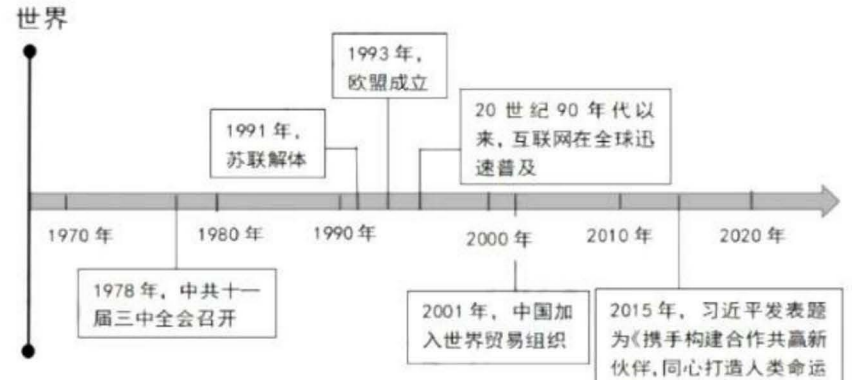 世界
1993 年，
欧盟成立
1991 年，
苏联解体
20 世纪 90 年代以
来，互联网在全球迅
速普及
1970 年
1980 年
1990 年
2000 年
2010 年
2020 年
1978 年，中共十一
届三中全会召开
2001 年，中国加
入世界贸易组织
2015 年，习近平发表题
为《携手构建合作共赢新
伙伴，同心打造人类命运